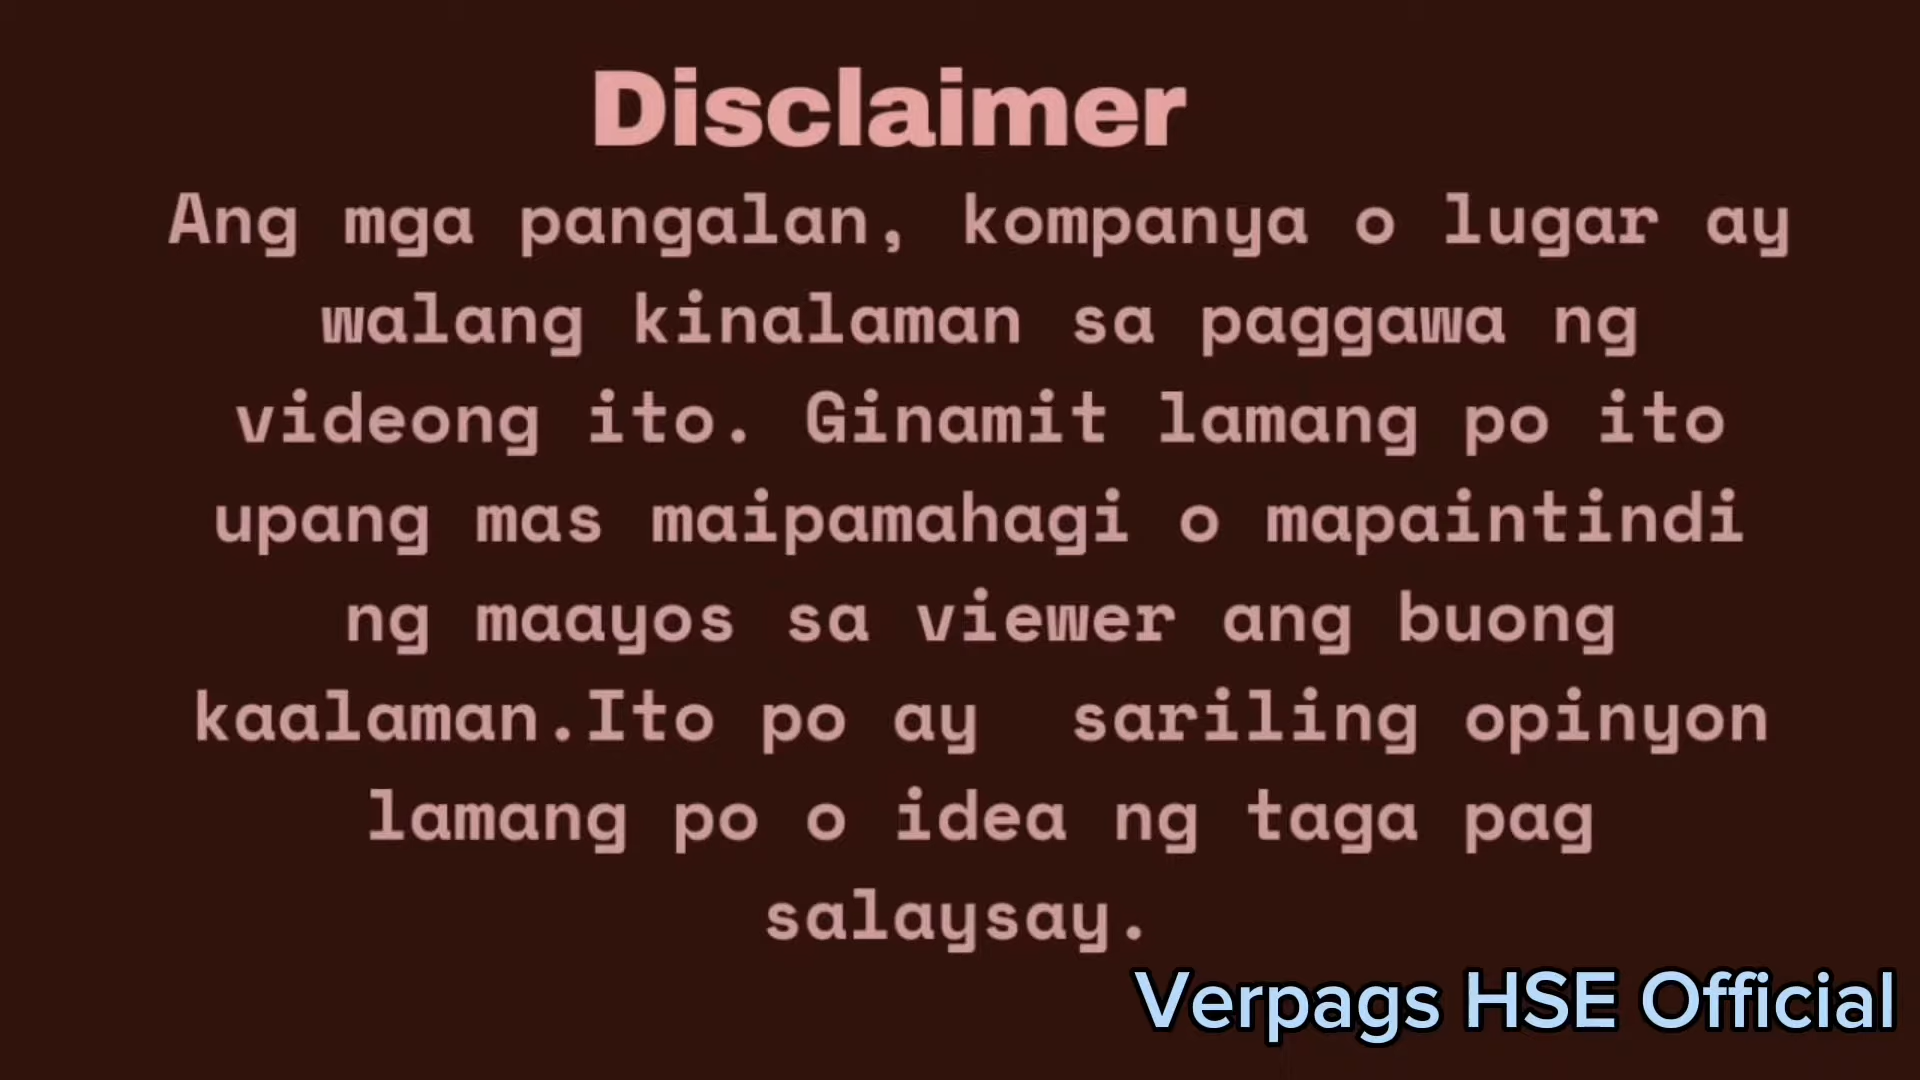 Disclaimer
Ang mga pangalan, kompanya o lugar ay
walang kinalaman sa paggawa ng
videong ito. Ginamit lamang po ito
upang mas maipamahagi o mapaintindi
ng maayos sa viewer ang buong
kaalaman.Ito po ay  sariling opinyon
lamang po o idea ng taga pag
salaysay.
Verpags HSE Official